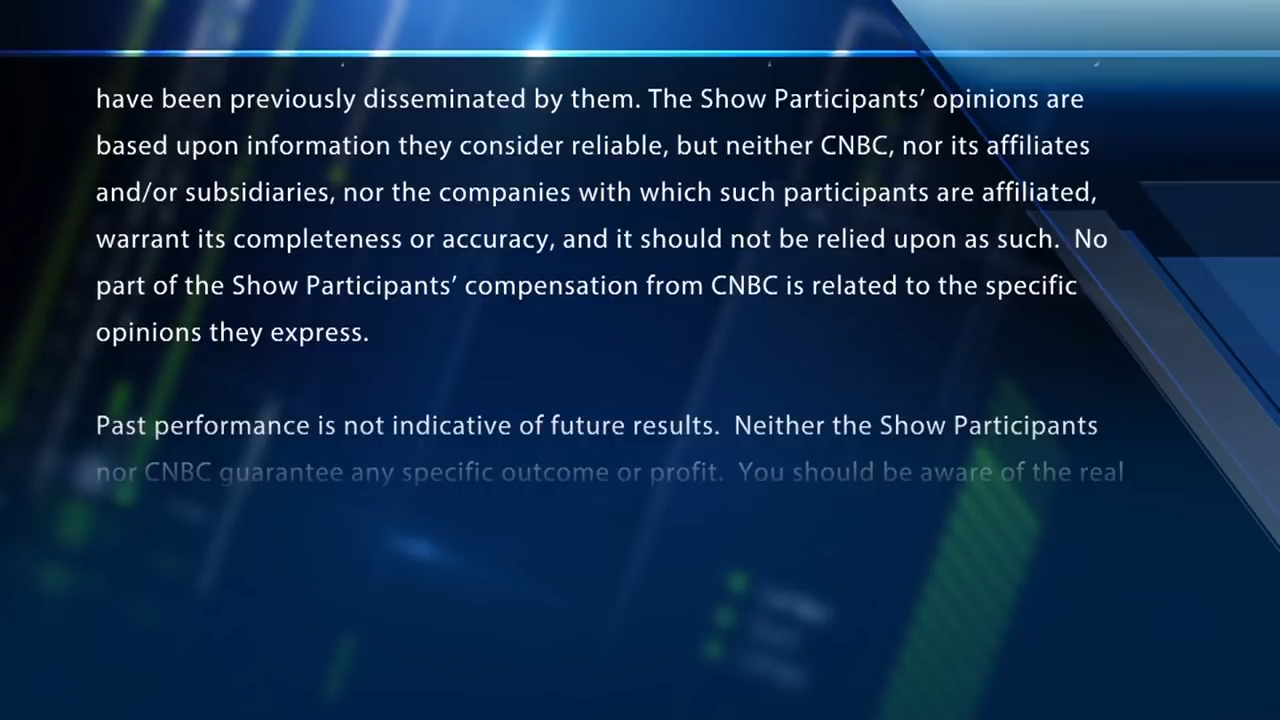 have been previously disseminated by them. The Show Participants’ opinions are
based upon information they consider reliable, but neither CNBC, nor its affiliates
and/or subsidiaries, nor the companies with which such participants are affiliated,
warrant its completeness or accuracy, and it should not be relied upon as such.  No
part of the Show Participants’ compensation from CNBC is related to the specific
opinions they express.
Past performance is not indicative of future results.  Neither the Show Participants
nor CNBC guarantee any specific outcome or profit.  You should be aware of the real